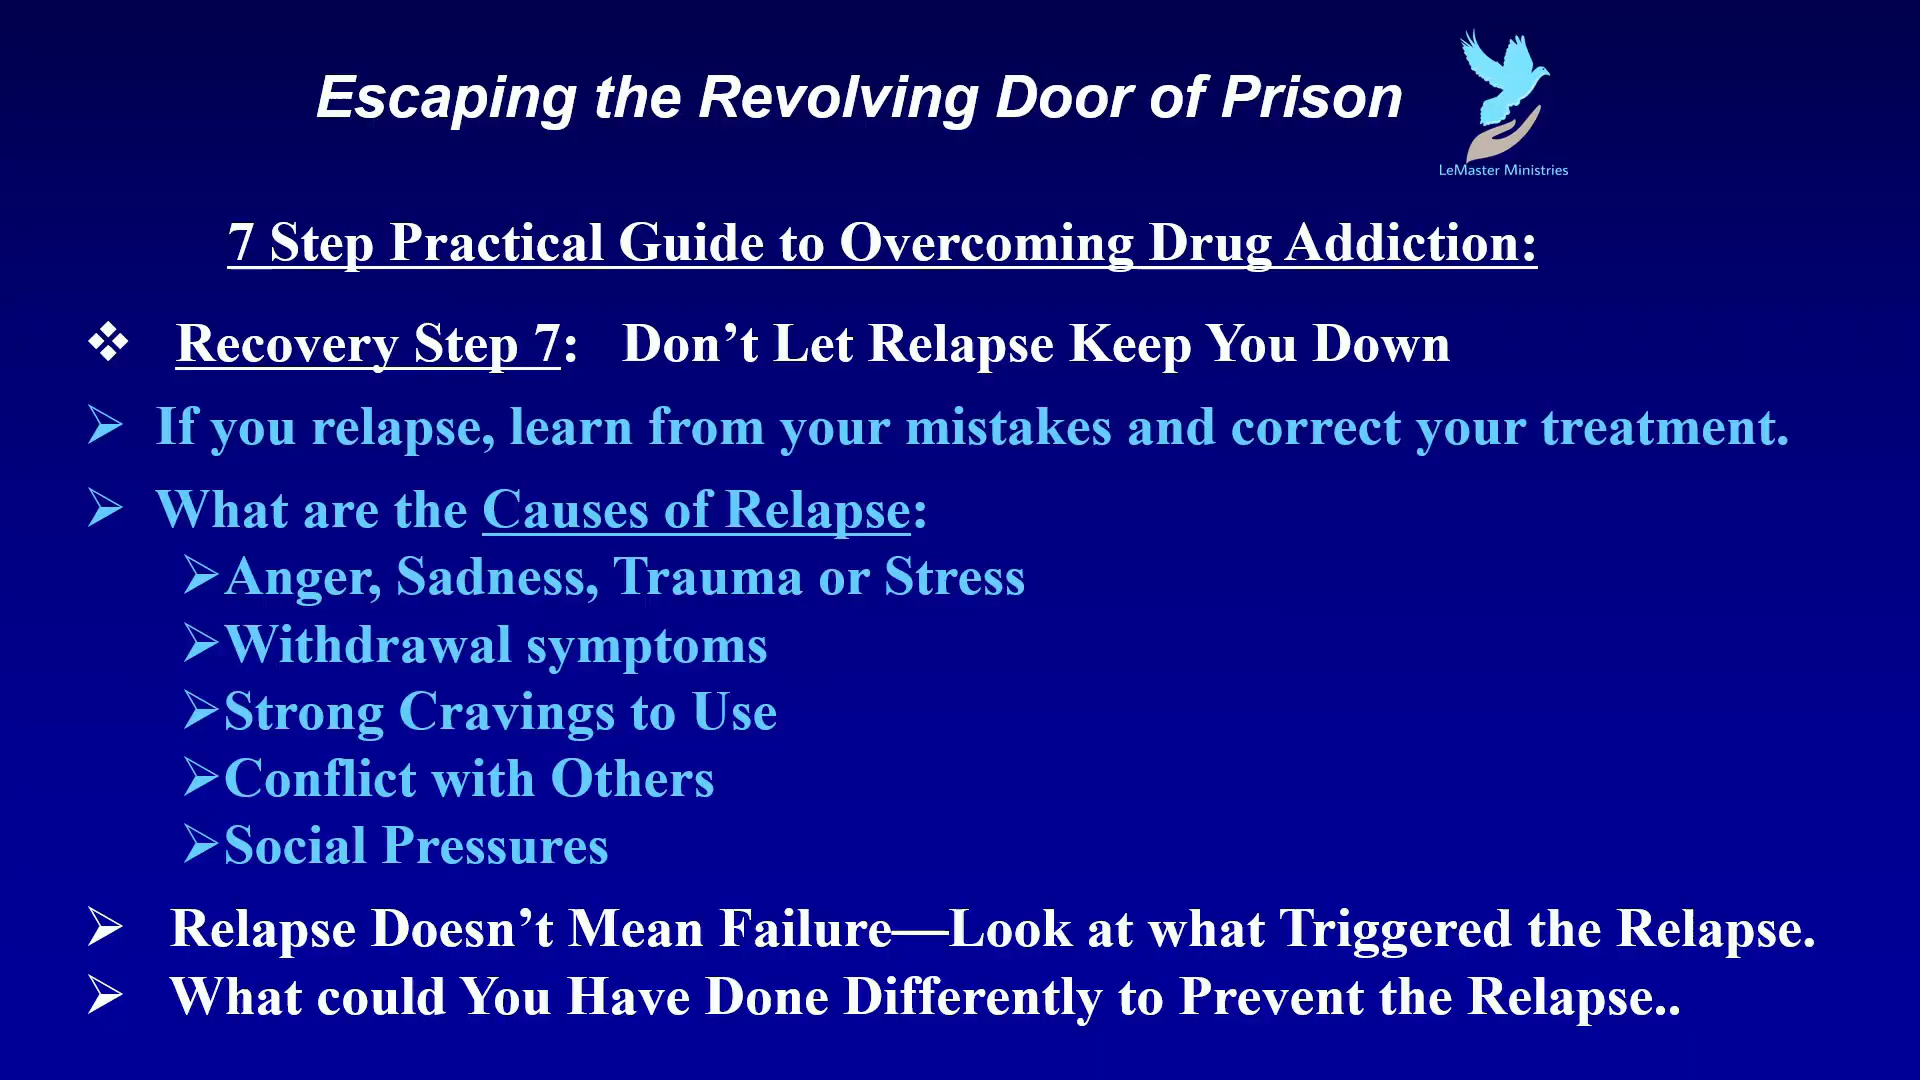 Escaping the Revolving Door of Prison
LeMaster Ministries
7 Step Practical Guide to Overcoming Drug Addiction:
❖ Recovery Step 7: Don’t Let Relapse Keep You Down
➢ If you relapse, learn from your mistakes and correct your treatment.
➢ What are the Causes of Relapse:
➢Anger, Sadness, Trauma or Stress
➢Withdrawal symptoms
➢Strong Cravings to Use
➢Conflict with Others
➢Social Pressures
➢ Relapse Doesn’t Mean Failure—Look at what Triggered the Relapse.
➢ What could You Have Done Differently to Prevent the Relapse..